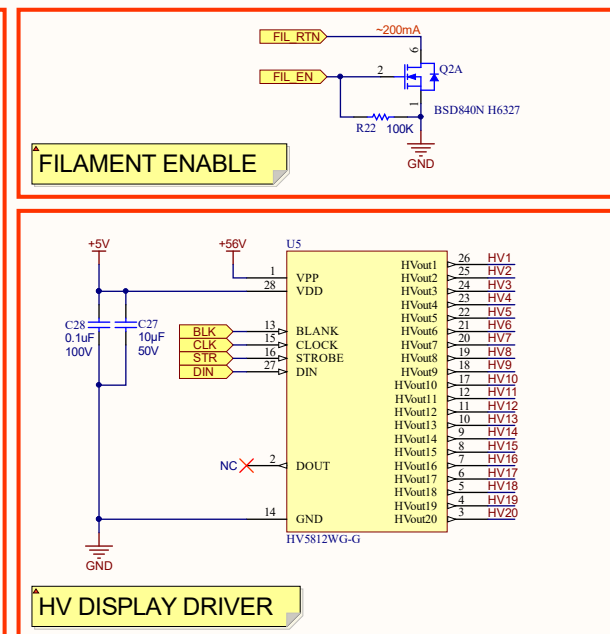 ~200mA
FIL_RTN
6
FIL_EN
2
Q2A
1
BSD840N H6327
R22 100K
GND
FILAMENT ENABLE
+5V +56V U5
1 VPP HVout1 26 HV1
28 VDD HVout2 25 HV2
HVout3 24 HV3
HVout4 23 HV4
HVout5 22 HV5
C28 0.1uF 100V
C27 10µF 50V
BLK 13 BLANK HVout6 21 HV6
CLK 15 CLOCK HVout7 20 HV7
STR 16 STROBE HVout8 19 HV8
DIN 27 DIN HVout9 18 HV9
HVout10 17 HV10
HVout11 12 HV11
HVout12 11 HV12
HVout13 10 HV13
HVout14 9 HV14
HVout15 8 HV15
NC 2 DOUT HVout16 7 HV16
HVout17 6 HV17
HVout18 5 HV18
HVout19 4 HV19
14 GND HVout20 3 HV20
HV5812WG-G
GND
HV DISPLAY DRIVER